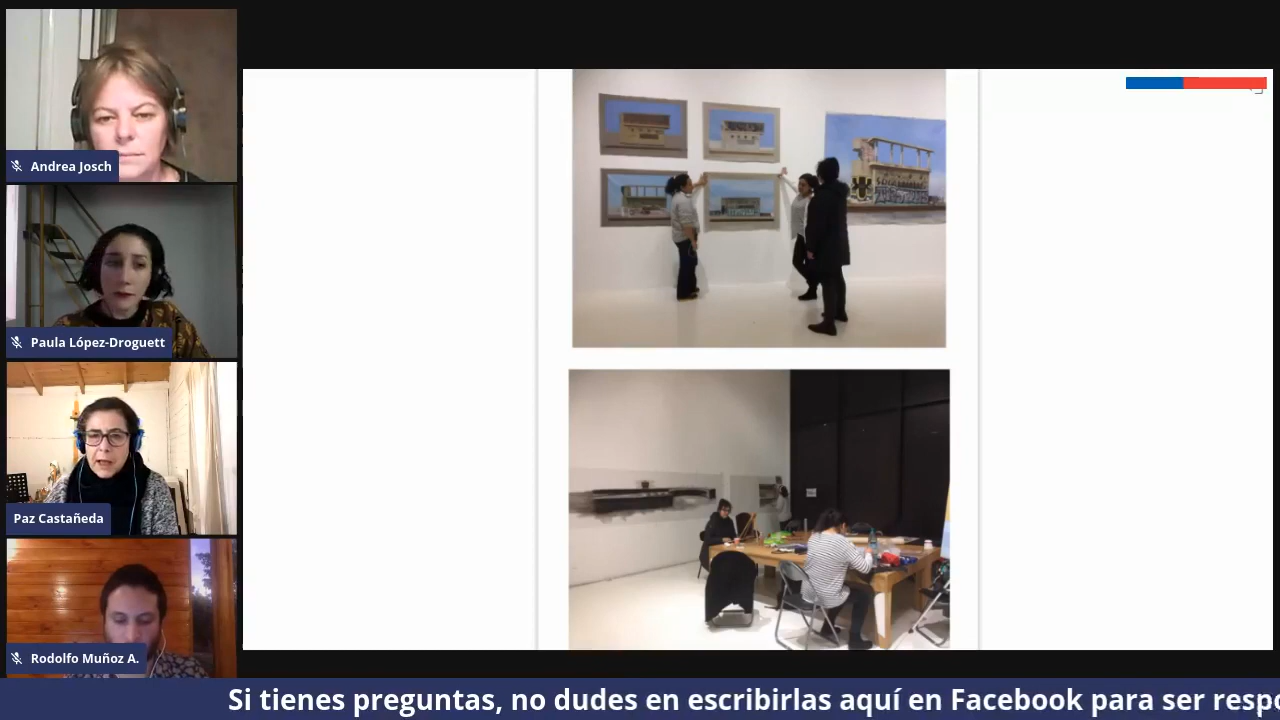 Andrea Josch
Paula López-Droguett
Paz Castañeda
Rodolfo Muñoz A.
Si tienes preguntas, no dudes en escribirlas aquí en Facebook para ser